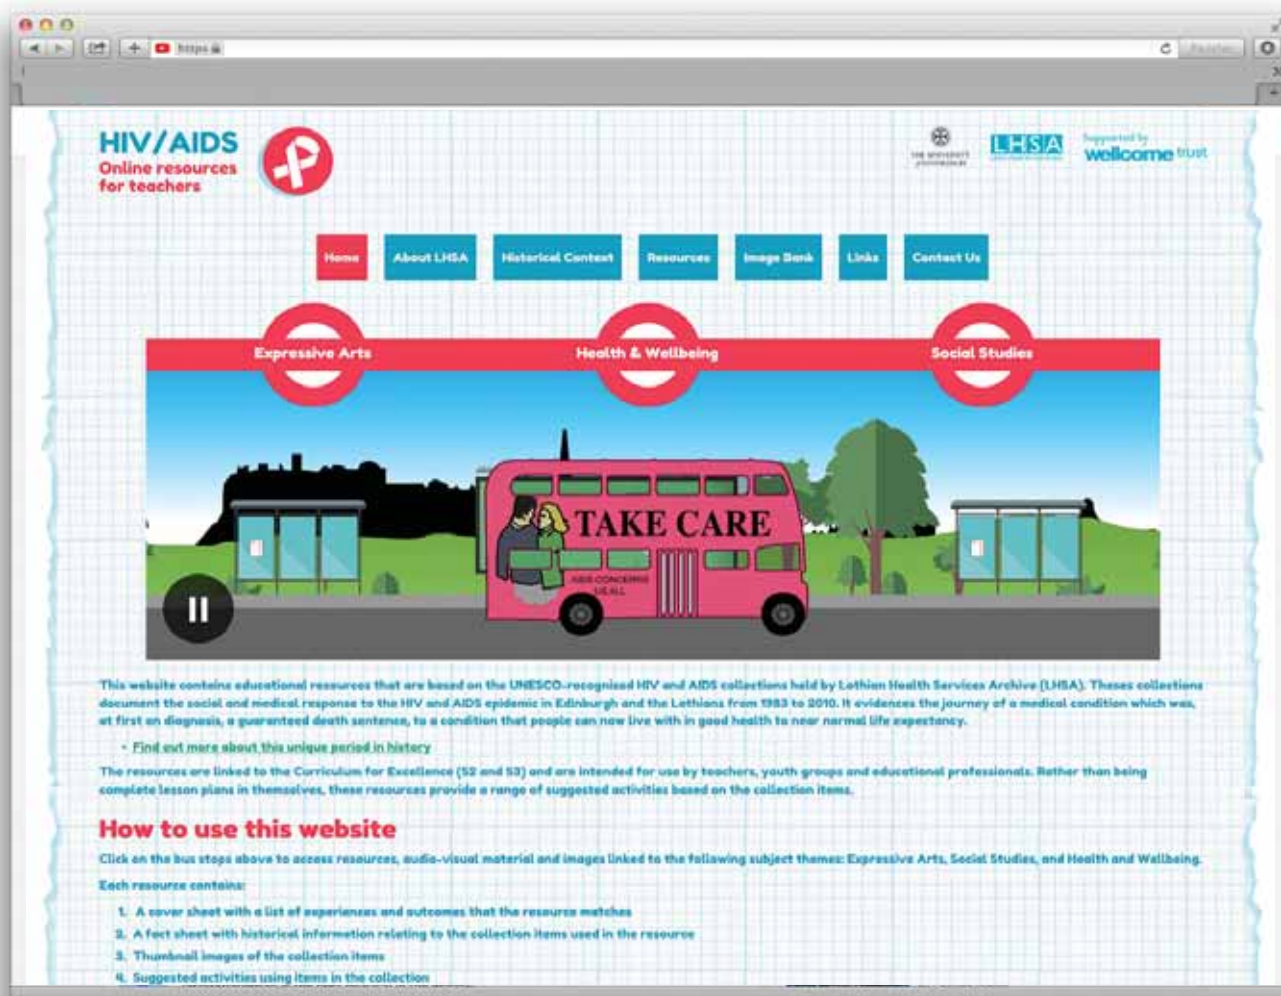 https
Reader
HIV/AIDS
Online resources
for teachers
THE UNIVERSITY
of EDINBURGH
LHSA
Supported by
wellcome trust
Home
About LHSA
Historical Context
Resources
Image Bank
Links
Contact Us
Expressive Arts
Health & Wellbeing
Social Studies
TAKE CARE
AIDS CONCERNS
US ALL
This website contains educational resources that are based on the UNESCO-recognised HIV and AIDS collections held by Lothian Health Services Archive (LHSA). Theses collections
document the social and medical response to the HIV and AIDS epidemic in Edinburgh and the Lothians from 1983 to 2010. It evidences the journey of a medical condition which was,
at first on diagnosis, a guaranteed death sentence, to a condition that people can now live with in good health to near normal life expectancy.
• Find out more about this unique period in history
The resources are linked to the Curriculum for Excellence (S2 and S3) and are intended for use by teachers, youth groups and educational professionals. Rather than being
complete lesson plans in themselves, these resources provide a range of suggested activities based on the collection items.
How to use this website
Click on the bus stops above to access resources, audio-visual material and images linked to the following subject themes: Expressive Arts, Social Studies, and Health and Wellbeing.
Each resource contains:
1. A cover sheet with a list of experiences and outcomes that the resource matches
2. A fact sheet with historical information relating to the collection items used in the resource
3. Thumbnail images of the collection items
4. Suggested activities using items in the collection